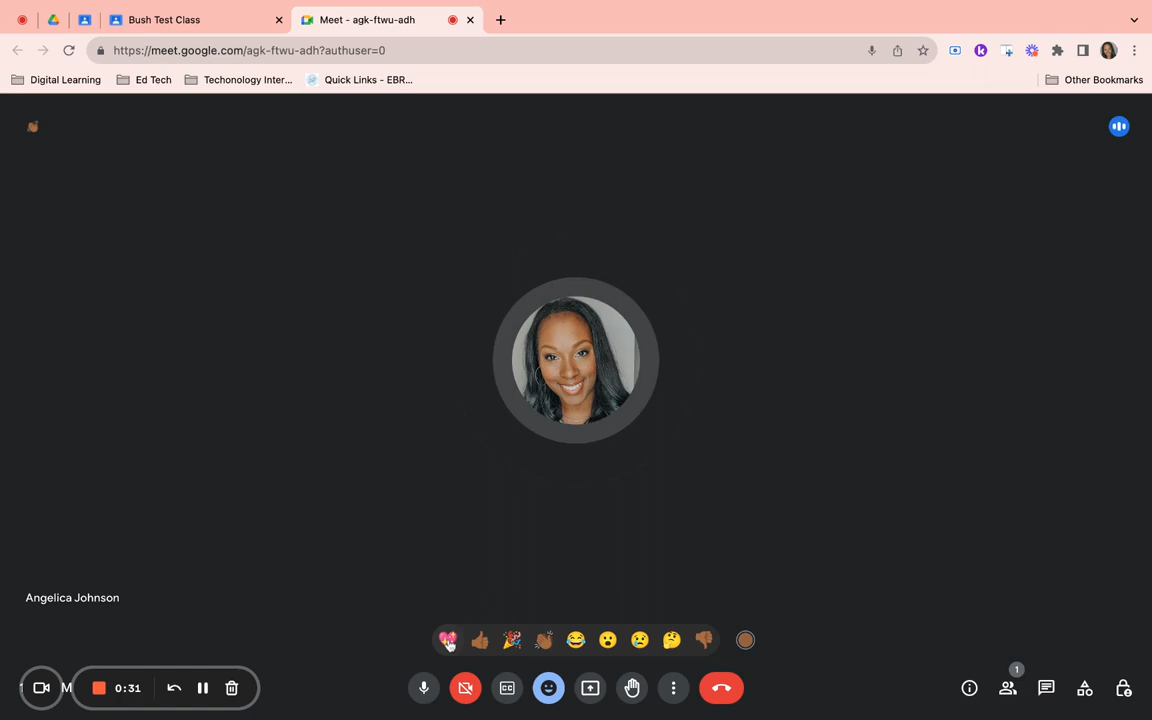 Bush Test Class
Meet - agk-ftwu-adh
https://meet.google.com/agk-ftwu-adh?authuser=0
Digital Learning
Ed Tech
Techonology Inter...
Quick Links - EBR...
Other Bookmarks
Angelica Johnson
M
0:31
CC
1